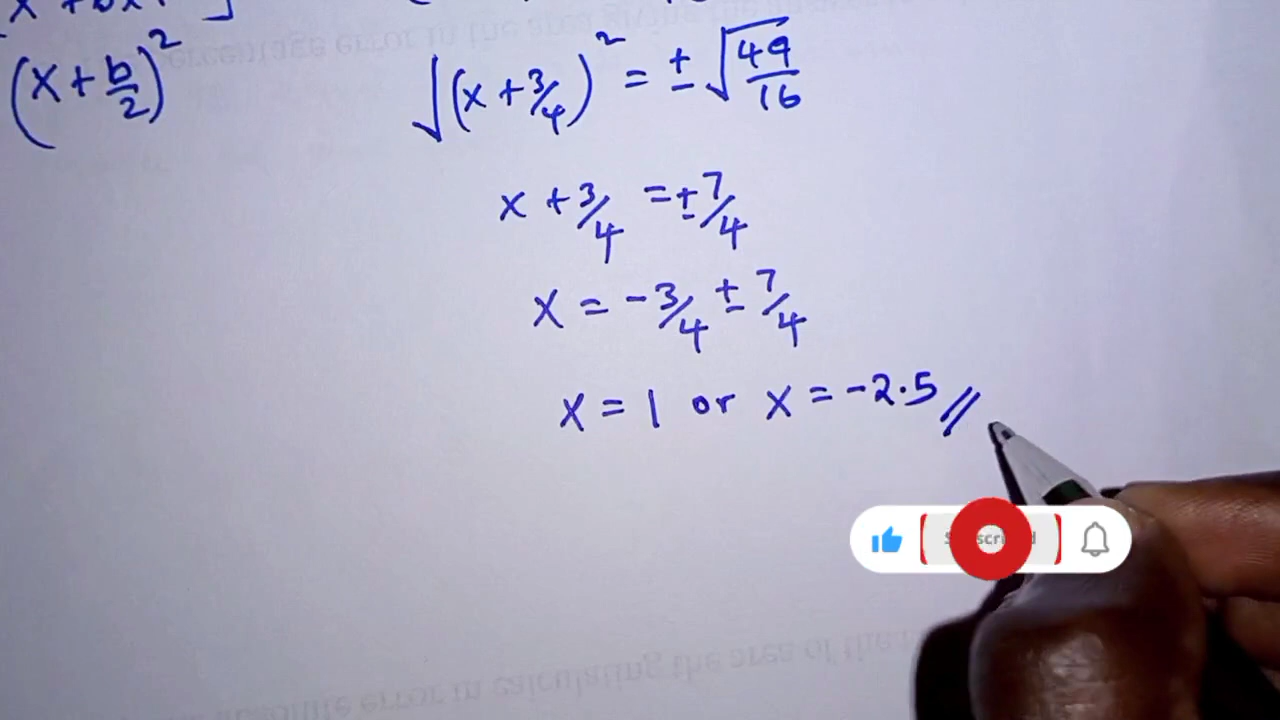 (x + b/2)²
√(x + 3/4)² = ± √49/16
x + 3/4 = ± 7/4
x = - 3/4 ± 7/4
x = 1 or x = -2.5 //